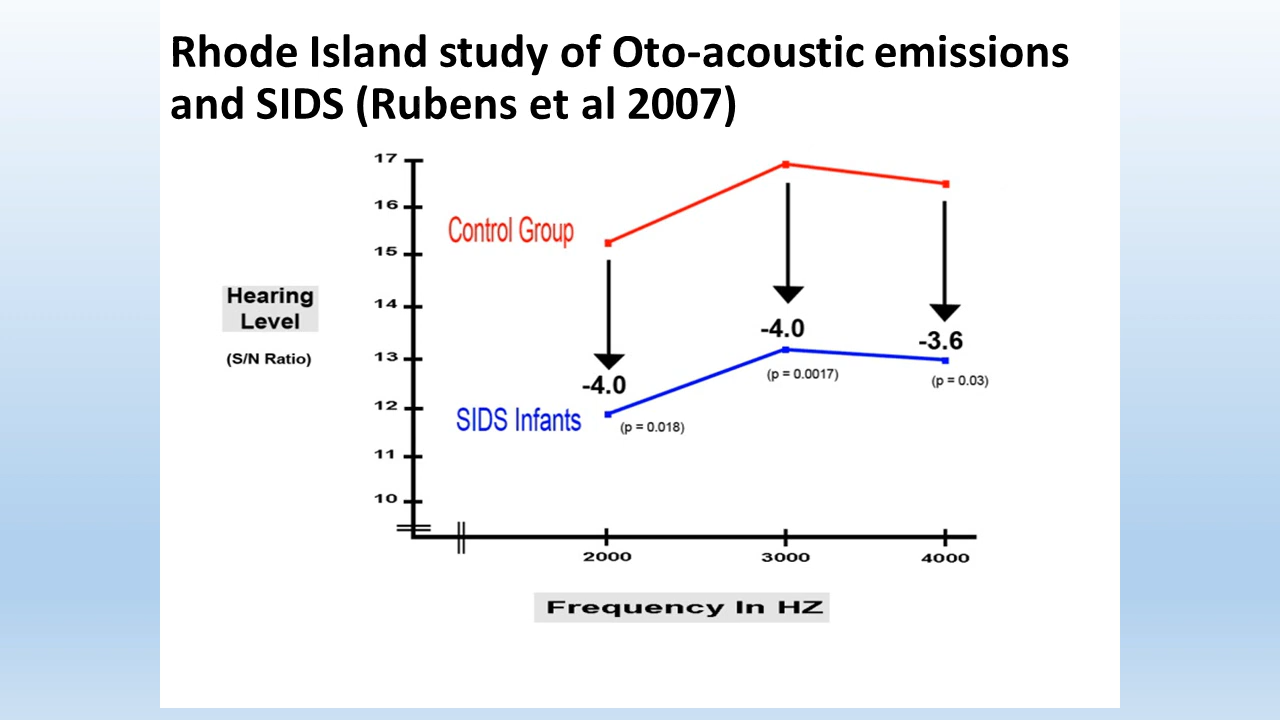 Rhode Island study of Oto-acoustic emissions
and SIDS (Rubens et al 2007)
17
16
15
14
13
12
11
10
Control Group
Hearing
Level
(S/N Ratio)
-4.0
-4.0
-3.6
SIDS Infants
(p = 0.018)
(p = 0.0017)
(p = 0.03)
2000
3000
4000
Frequency In HZ